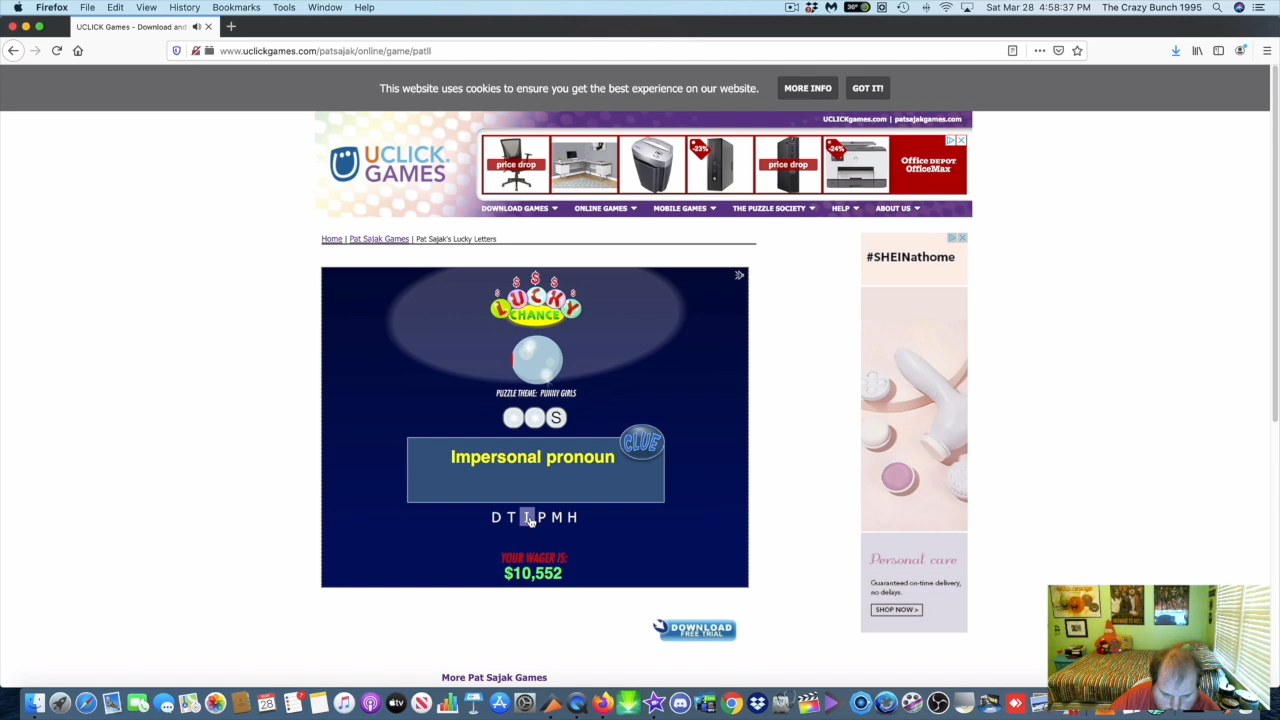 Firefox File Edit View History Bookmarks Tools Window Help
36° Sat Mar 28 4:58:37 PM The Crazy Bunch 1995
UCLICK Games - Download and
www.uclickgames.com/patsajak/online/game/patll
This website uses cookies to ensure you get the best experience on our website. MORE INFO GOT IT!
UCLICKgames.com | patsajakgames.com
UCLICK.
GAMES
price drop -23% price drop -24% Office DEPOT
OfficeMax
DOWNLOAD GAMES ONLINE GAMES MOBILE GAMES THE PUZZLE SOCIETY HELP ABOUT US
Home | Pat Sajak Games | Pat Sajak's Lucky Letters
#SHEINathome
$ $ $ $ $
LUCKY
CHANCE
PUZZLE THEME: PUNNY GIRLS
S
CLUE
Impersonal pronoun
D T I P M H
YOUR WAGER IS:
$10,552
Personal care
Guaranteed on-time delivery,
no delays.
SHOP NOW >
DOWNLOAD
FREE TRIAL
More Pat Sajak Games